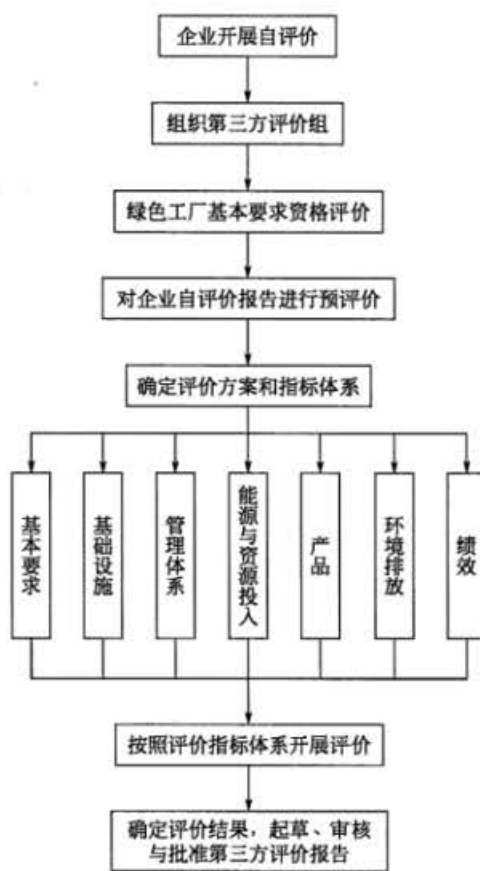 企业开展自评价
组织第三方评价组
绿色工厂基本要求资格评价
对企业自评价报告进行预评价
确定评价方案和指标体系
基本要求
基础设施
管理体系
能源与资源投入
产品
环境排放
绩效
按照评价指标体系开展评价
确定评价结果，起草、审核
与批准第三方评价报告